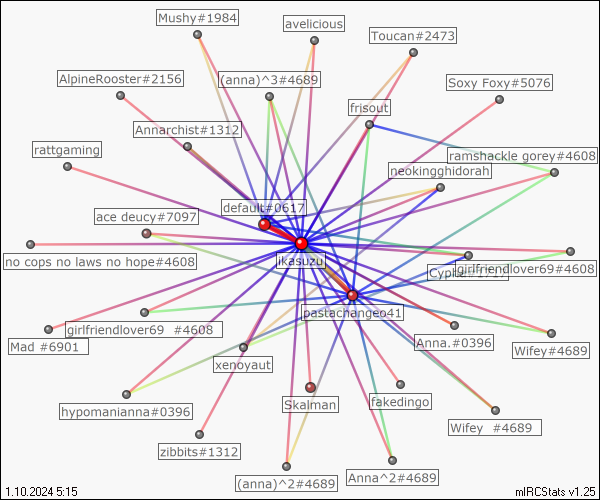 Mushy#1984
avelicious
Toucan#2473
AlpineRooster#2156
(anna)^3#4689
Soxy Foxy#5076
frisout
Annarchist#1312
rattgaming
ramshackle gorey#4608
neokingghidorah
default#0617
ace deucy#7097
ikasuzu
no cops no laws no hope#4608
girlfriendlover69#4608
pastachangeo41
girlfriendlover69 #4608
Mad #6901
Anna.#0396
Wifey#4689
xenoyaut
hypomanianna#0396
Skalman
fakedingo
Wifey #4689
zibbits#1312
(anna)^2#4689
Anna^2#4689
1.10.2024 5:15
mIRCStats v1.25